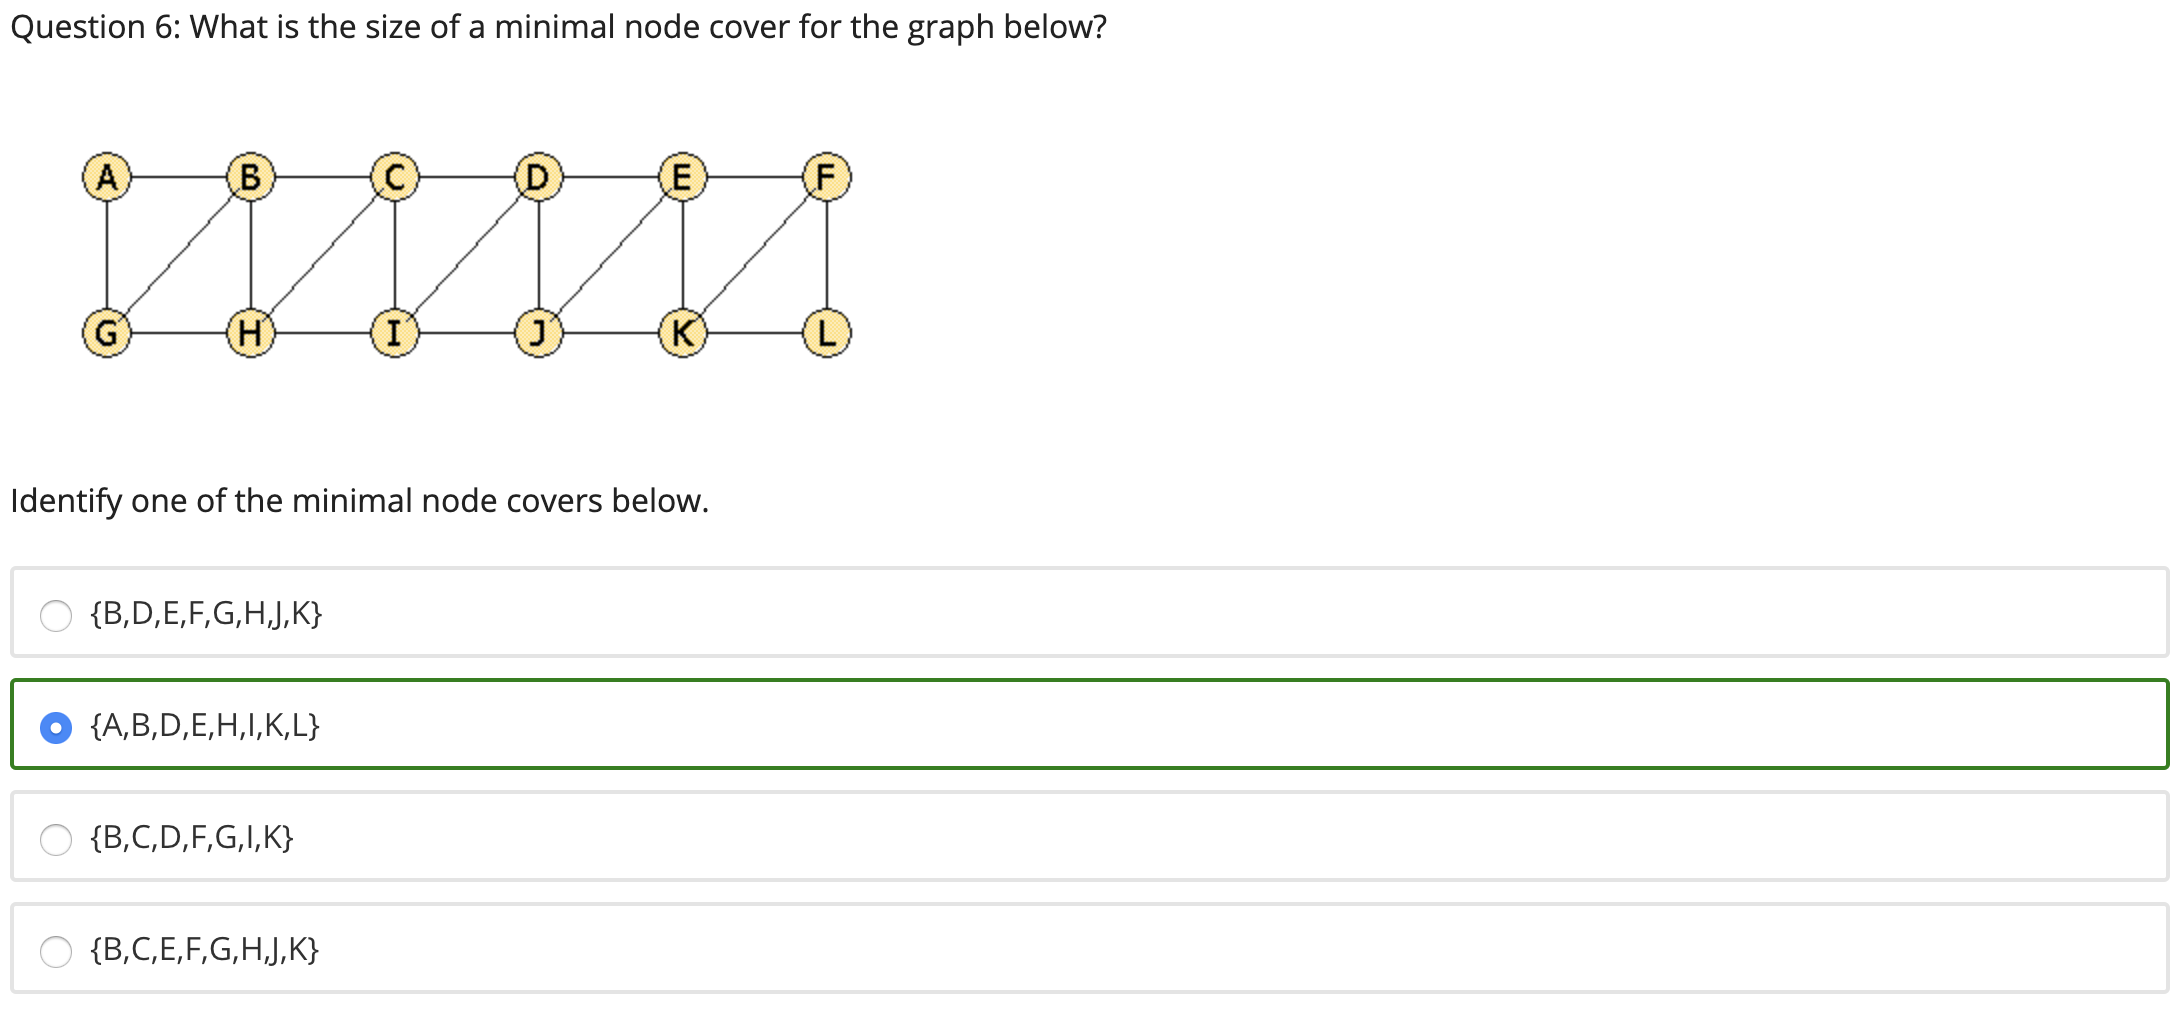 Question 6: What is the size of a minimal node cover for the graph below?
A B C D E F
G H I J K L
Identify one of the minimal node covers below.
{B,D,E,F,G,H,J,K}
{A,B,D,E,H,I,K,L}
{B,C,D,F,G,I,K}
{B,C,E,F,G,H,J,K}